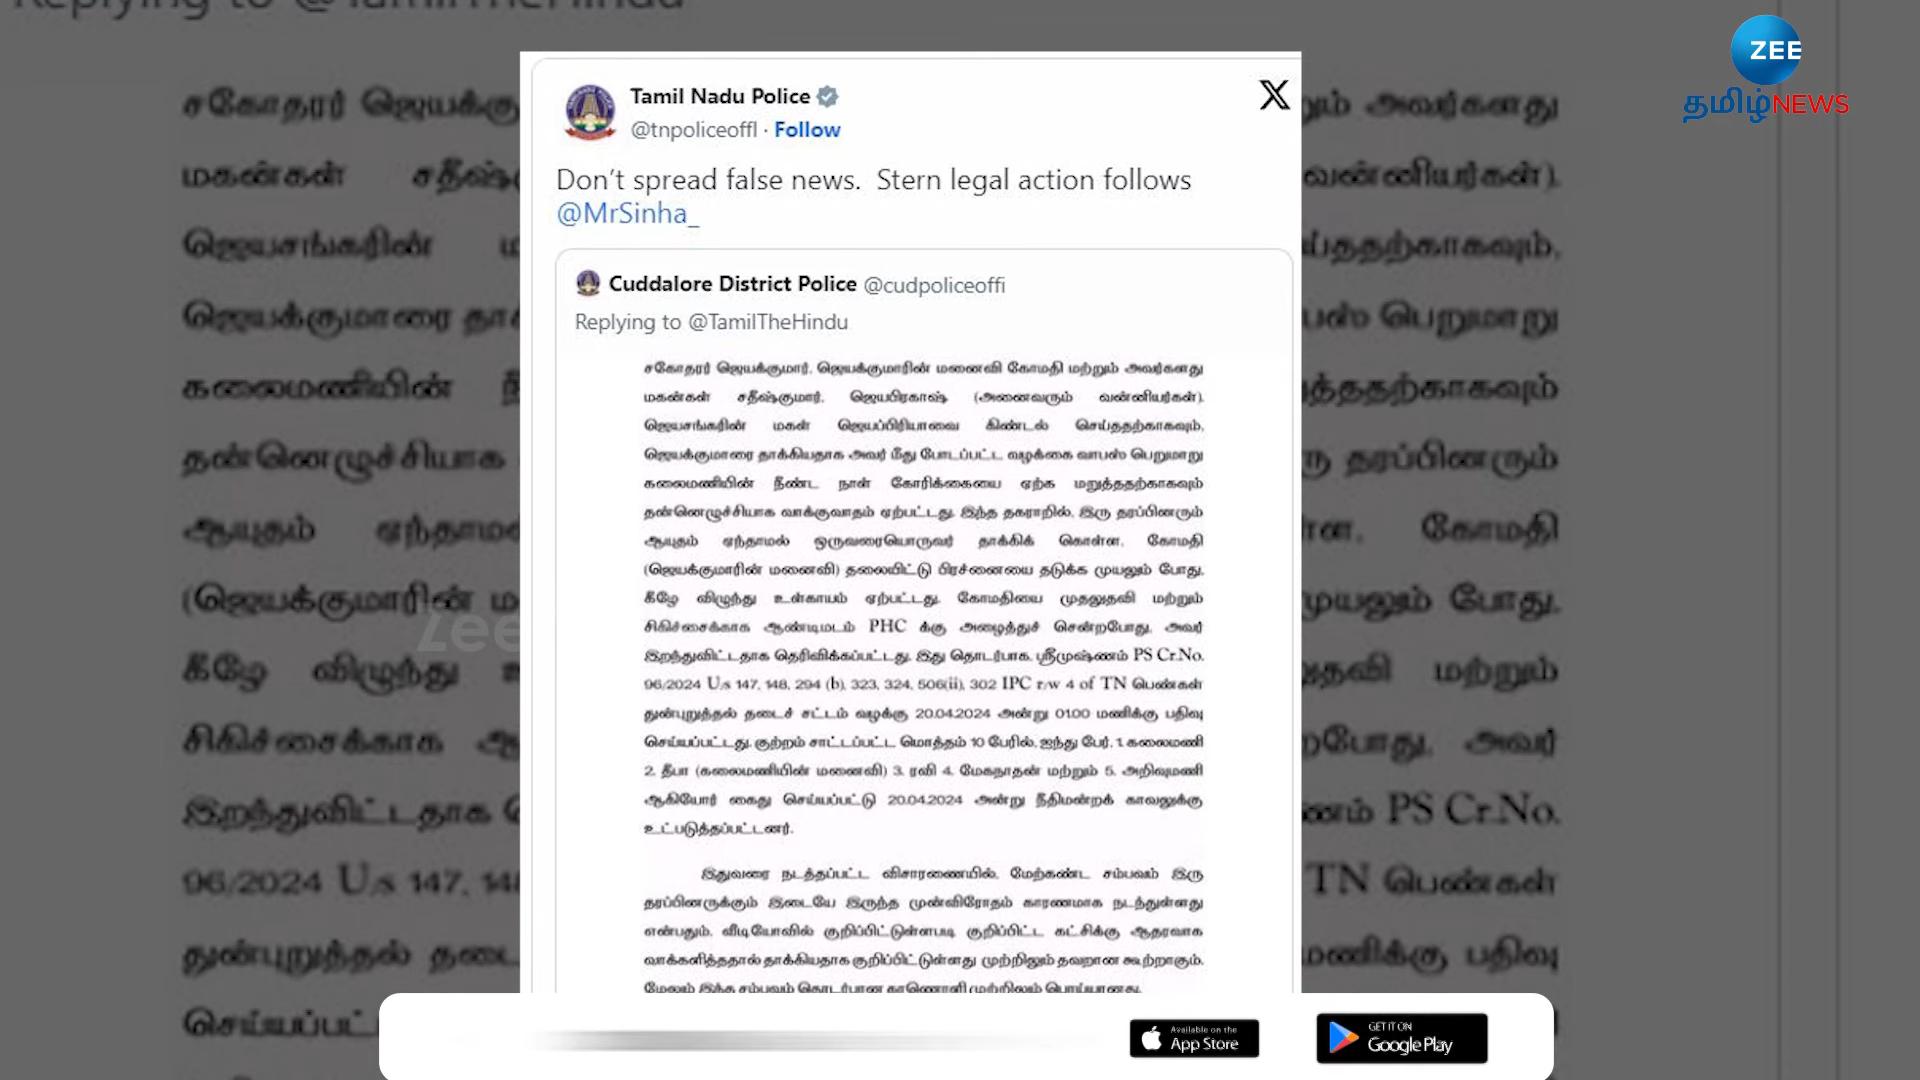 Replying to @TamilTheHindu
ZEE
தமிழ்NEWS
Tamil Nadu Police
@tnpoliceoffl · Follow
Don't spread false news. Stern legal action follows
@MrSinha_
Cuddalore District Police @cudpoliceoffi
Replying to @TamilTheHindu
சகோதரர் ஜெயக்குமார், ஜெயக்குமாரின் மனைவி கோமதி மற்றும் அவர்களது
மகன்கள் சதீஷ்குமார், ஜெயபிரகாஷ் (அனைவரும் வன்னியர்கள்).
ஜெயசங்கரின் மகள் ஜெயப்பிரியாவை கிண்டல் செய்ததற்காகவும்,
ஜெயக்குமாரை தாக்கியதாக அவர் மீது போடப்பட்ட வழக்கை வாபஸ் பெறுமாறு
கலைமணியின் நீண்ட நாள் கோரிக்கையை ஏற்க மறுத்ததற்காகவும்
தன்னெழுச்சியாக வாக்குவாதம் ஏற்பட்டது. இந்த தகராறில், இரு தரப்பினரும்
ஆயுதம் ஏந்தாமல் ஒருவரையொருவர் தாக்கிக் கொள்ள, கோமதி
(ஜெயக்குமாரின் மனைவி) தலையிட்டு பிரச்னையை தடுக்க முயலும் போது,
கீழே விழுந்து உள்காயம் ஏற்பட்டது. கோமதியை முதலுதவி மற்றும்
சிகிச்சைக்காக ஆண்டிமடம் PHC க்கு அழைத்துச் சென்றபோது, அவர்
இறந்துவிட்டதாக தெரிவிக்கப்பட்டது. இது தொடர்பாக, ஸ்ரீமுஷ்ணம் PS Cr.No.
96/2024 U/s 147, 148, 294 (b), 323, 324, 506(ii), 302 IPC r/w 4 of TN பெண்கள்
துன்புறுத்தல் தடைச் சட்டம் வழக்கு 20.04.2024 அன்று 01.00 மணிக்கு பதிவு
செய்யப்பட்டது. குற்றம் சாட்டப்பட்ட மொத்தம் 10 பேரில், ஐந்து பேர், 1. கலைமணி
2. தீபா (கலைமணியின் மனைவி) 3. ரவி 4. மேகநாதன் மற்றும் 5. அறிவுமணி
ஆகியோர் கைது செய்யப்பட்டு 20.04.2024 அன்று நீதிமன்றக் காவலுக்கு
உட்படுத்தப்பட்டனர்.
இதுவரை நடத்தப்பட்ட விசாரணையில், மேற்கண்ட சம்பவம் இரு
தரப்பினருக்கும் இடையே இருந்த முன்விரோதம் காரணமாக நடந்துள்ளது
என்பதும், வீடியோவில் குறிப்பிட்டுள்ளபடி குறிப்பிட்ட கட்சிக்கு ஆதரவாக
வாக்களித்ததால் தாக்கியதாக குறிப்பிட்டுள்ளது முற்றிலும் தவறான கூற்றாகும்.
மேலும் இந்த சம்பவம் தொடர்பான காணொளி முற்றிலும் பொய்யானது.
Available on the
App Store
GET IT ON
Google Play